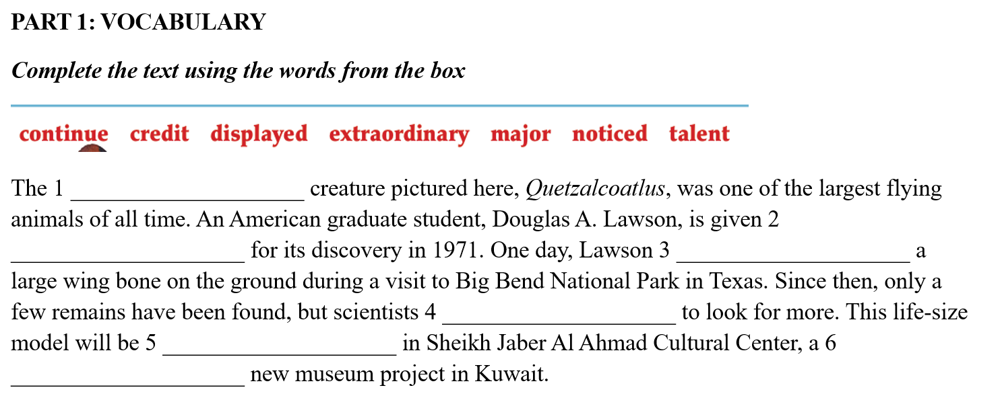 PART 1: VOCABULARY
Complete the text using the words from the box
continue credit displayed extraordinary major noticed talent
The 1 ____________________ creature pictured here, Quetzalcoatlus, was one of the largest flying
animals of all time. An American graduate student, Douglas A. Lawson, is given 2
____________________ for its discovery in 1971. One day, Lawson 3 ____________________ a
large wing bone on the ground during a visit to Big Bend National Park in Texas. Since then, only a
few remains have been found, but scientists 4 ____________________ to look for more. This life-size
model will be 5 ____________________ in Sheikh Jaber Al Ahmad Cultural Center, a 6
____________________ new museum project in Kuwait.